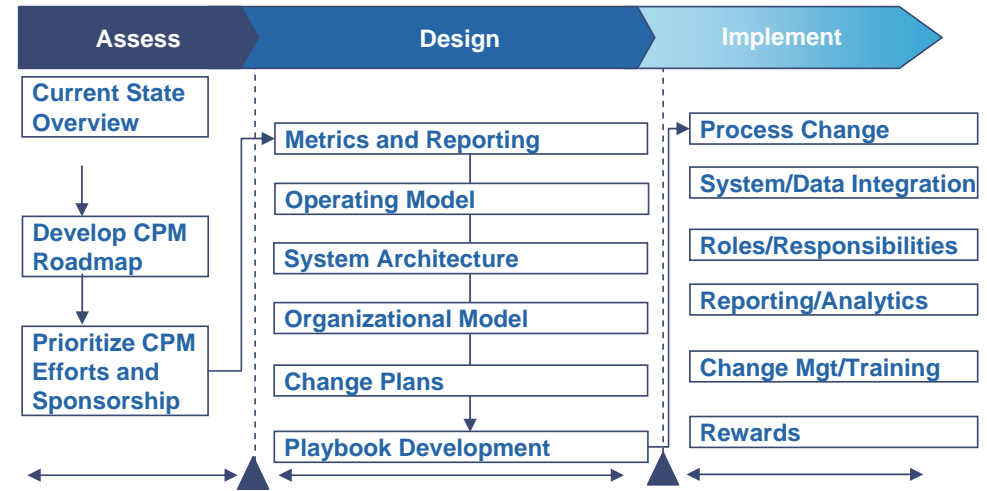 Assess
Design
Implement
Current State
Overview
Develop CPM
Roadmap
Prioritize CPM
Efforts and
Sponsorship
Metrics and Reporting
Operating Model
System Architecture
Organizational Model
Change Plans
Playbook Development
Process Change
System/Data Integration
Roles/Responsibilities
Reporting/Analytics
Change Mgt/Training
Rewards